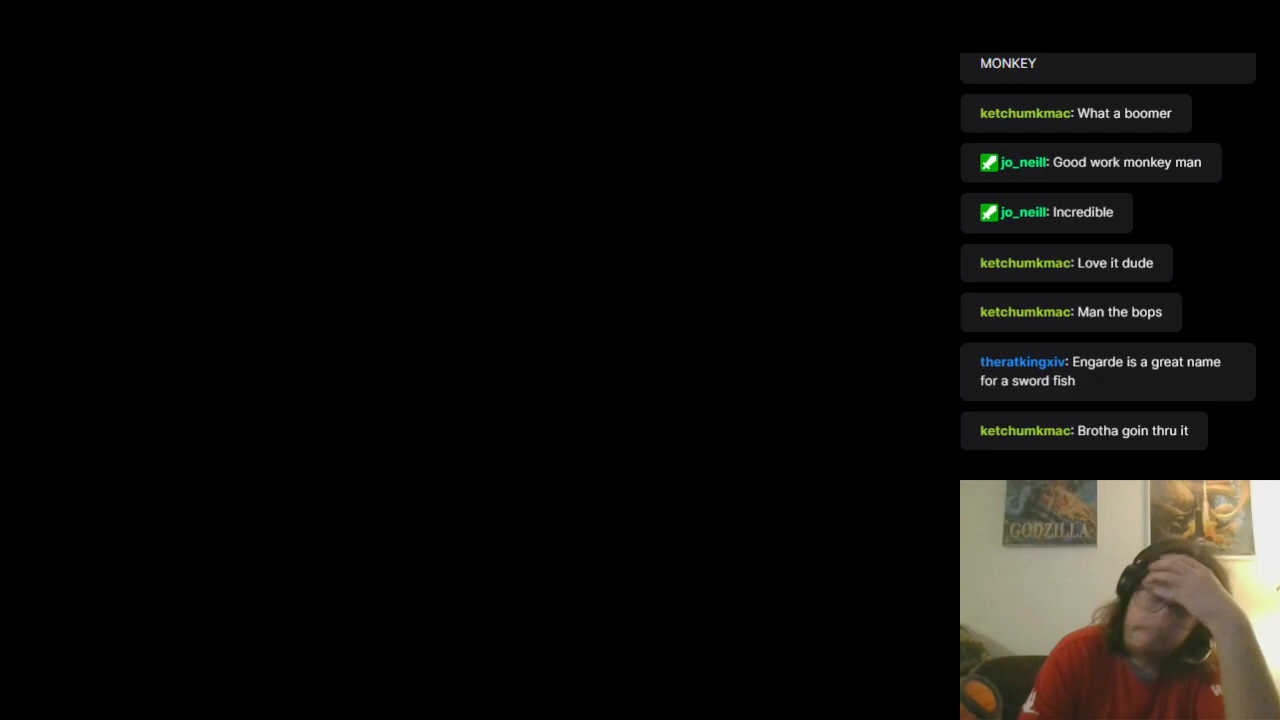 MONKEY
ketchumkmac: What a boomer
jo_neill: Good work monkey man
jo_neill: Incredible
ketchumkmac: Love it dude
ketchumkmac: Man the bops
theratkingxiv: Engarde is a great name
for a sword fish
ketchumkmac: Brotha goin thru it
GODZILLA